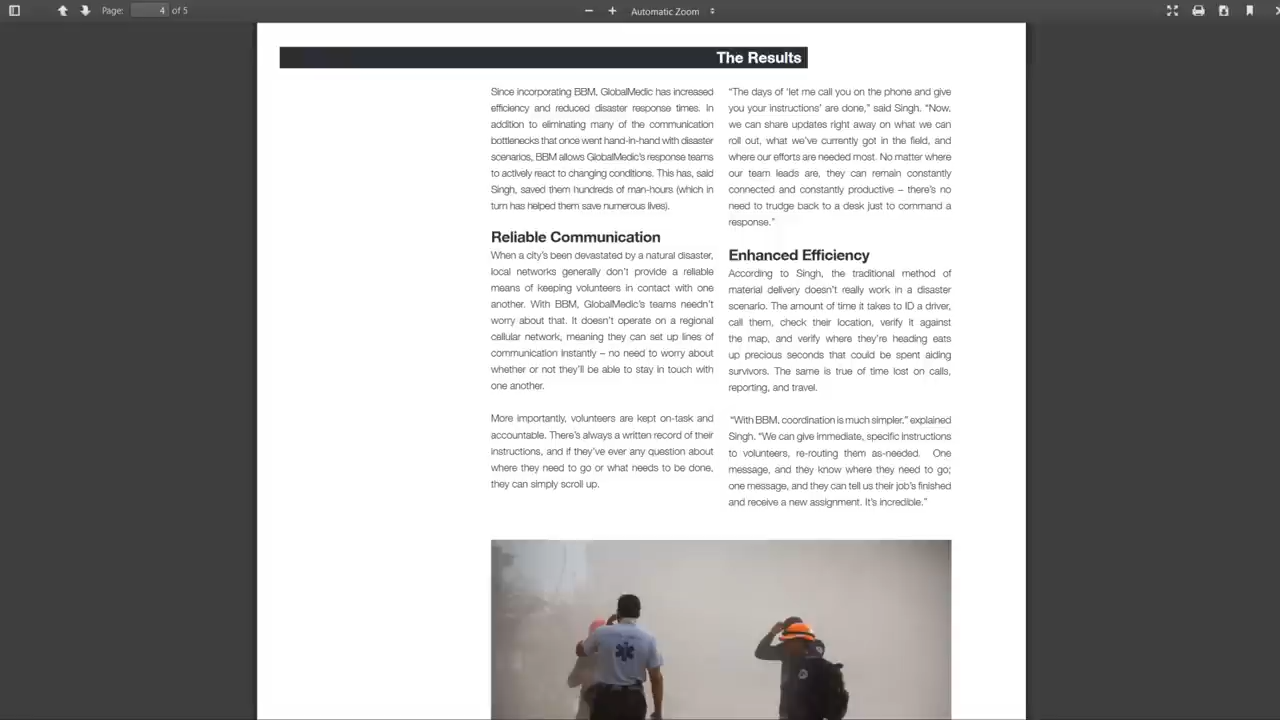 Page: 4 of 5
Automatic Zoom
The Results
Since incorporating BBM, GlobalMedic has increased
efficiency and reduced disaster response times. In
addition to eliminating many of the communication
bottlenecks that once went hand-in-hand with disaster
scenarios, BBM allows GlobalMedic's response teams
to actively react to changing conditions. This has, said
Singh, saved them hundreds of man-hours (which in
turn has helped them save numerous lives).
Reliable Communication
When a city's been devastated by a natural disaster,
local networks generally don't provide a reliable
means of keeping volunteers in contact with one
another. With BBM, GlobalMedic's teams needn't
worry about that. It doesn't operate on a regional
cellular network, meaning they can set up lines of
communication instantly – no need to worry about
whether or not they'll be able to stay in touch with
one another.
More importantly, volunteers are kept on-task and
accountable. There's always a written record of their
instructions, and if they've ever any question about
where they need to go or what needs to be done,
they can simply scroll up.
“The days of ‘let me call you on the phone and give
you your instructions’ are done,” said Singh. “Now,
we can share updates right away on what we can
roll out, what we've currently got in the field, and
where our efforts are needed most. No matter where
our team leads are, they can remain constantly
connected and constantly productive – there's no
need to trudge back to a desk just to command a
response.”
Enhanced Efficiency
According to Singh, the traditional method of
material delivery doesn't really work in a disaster
scenario. The amount of time it takes to ID a driver,
call them, check their location, verify it against
the map, and verify where they're heading eats
up precious seconds that could be spent aiding
survivors. The same is true of time lost on calls,
reporting, and travel.
“With BBM, coordination is much simpler,” explained
Singh. “We can give immediate, specific instructions
to volunteers, re-routing them as-needed. One
message, and they know where they need to go;
one message, and they can tell us their job's finished
and receive a new assignment. It's incredible.”